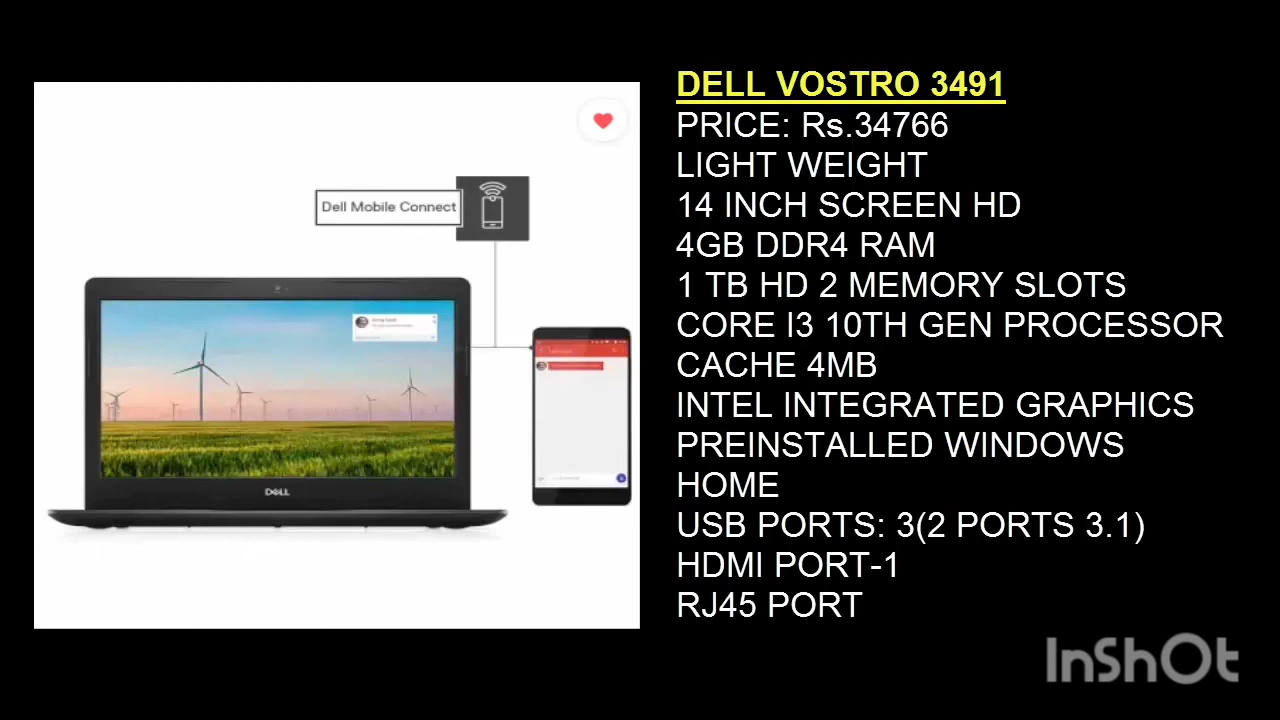 DELL VOSTRO 3491
PRICE: Rs.34766
LIGHT WEIGHT
14 INCH SCREEN HD
4GB DDR4 RAM
1 TB HD 2 MEMORY SLOTS
CORE I3 10TH GEN PROCESSOR
CACHE 4MB
INTEL INTEGRATED GRAPHICS
PREINSTALLED WINDOWS
HOME
USB PORTS: 3(2 PORTS 3.1)
HDMI PORT-1
RJ45 PORT
Dell Mobile Connect
DELL
InShOt